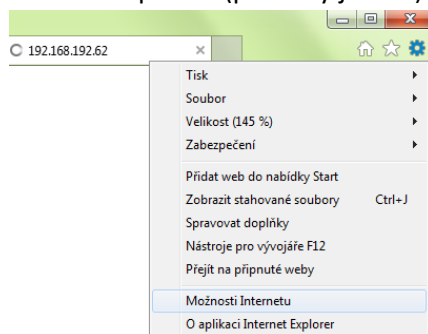 192.168.192.62
Tisk
Soubor
Velikost (145 %)
Zabezpečení
Přidat web do nabídky Start
Zobrazit stahované soubory Ctrl+J
Spravovat doplňky
Nástroje pro vývojáře F12
Přejít na připnuté weby
Možnosti Internetu
O aplikaci Internet Explorer